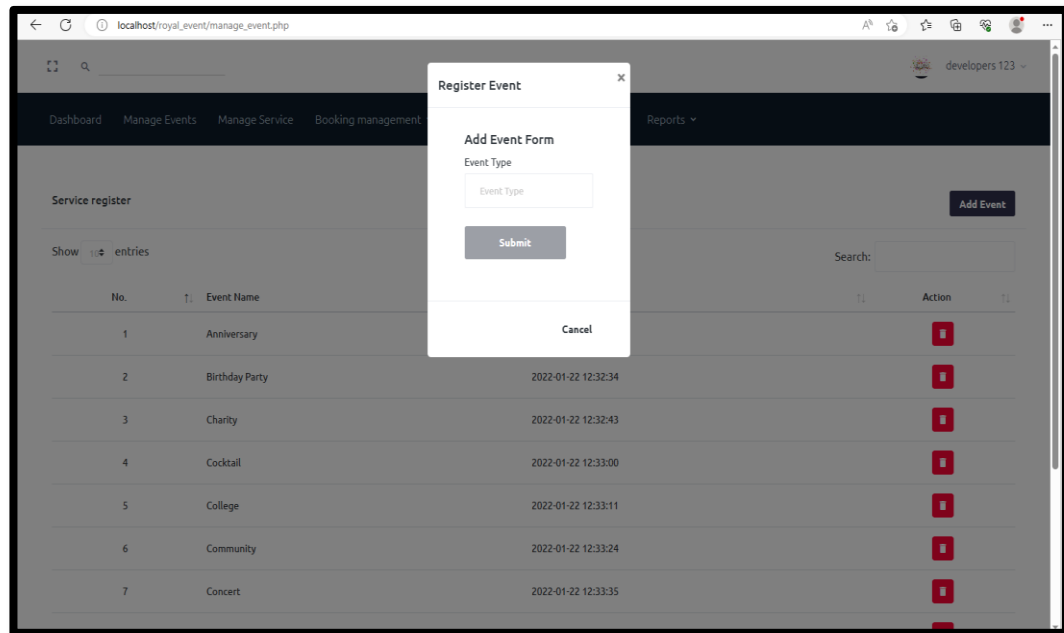 localhost/royal_event/manage_event.php
developers 123
Register Event
×
Dashboard Manage Events Manage Service Booking management Reports
Add Event Form
Event Type
Event Type
Service register
Add Event
Submit
Show 10 entries
Search:
No. Event Name Action
Cancel
1 Anniversary
2 Birthday Party 2022-01-22 12:32:34
3 Charity 2022-01-22 12:32:43
4 Cocktail 2022-01-22 12:33:00
5 College 2022-01-22 12:33:11
6 Community 2022-01-22 12:33:24
7 Concert 2022-01-22 12:33:35